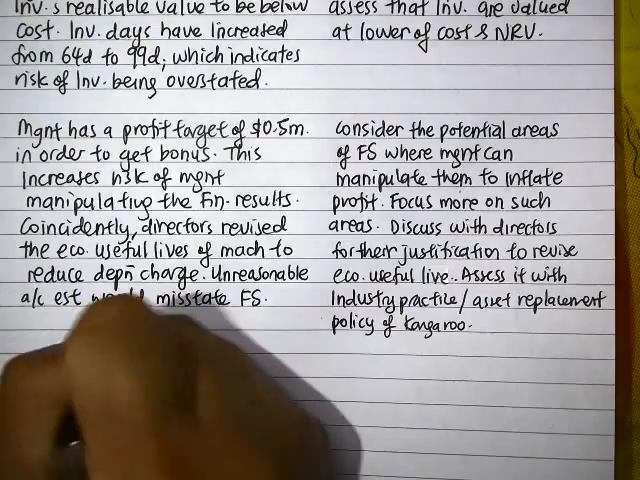 Inv.s realisable value to be below
cost. Inv. days have increased
from 64d to 99d, which indicates
risk of Inv. being overstated.
Mgnt has a profit target of $0.5m.
in order to get bonus. This
Increases risk of mgnt
manipulating the Fin. results.
Coincidently, directors revised
the eco. useful lives of mach to
reduce depn charge. Unreasonable
a/c est would misstate FS.
assess that Inv. are valued
at lower of cost & NRV.
consider the potential areas
of FS where mgnt can
manipulate them to inflate
profit. Focus more on such
areas. Discuss with directors
for their justification to revise
eco. useful live.. Assess it with
Industry practice / asset replacement
policy of Kangaroo.